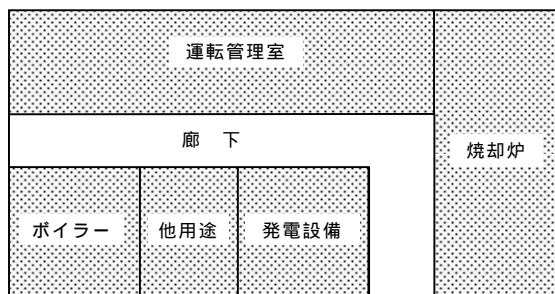 運転管理室
廊 下
焼却炉
ボイラー
他用途
発電設備